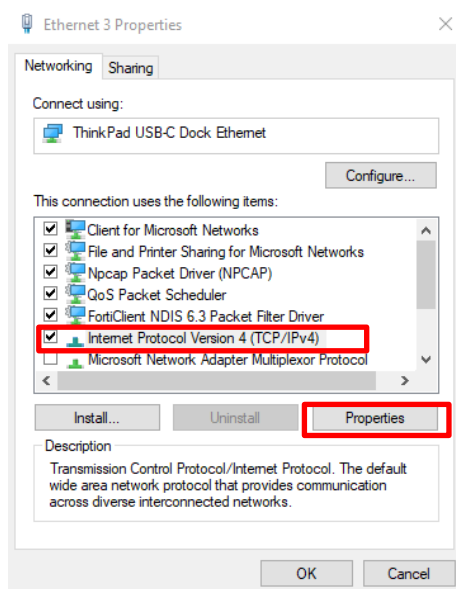 Ethernet 3 Properties
Networking Sharing
Connect using:
ThinkPad USB-C Dock Ethernet
Configure...
This connection uses the following items:
Client for Microsoft Networks
File and Printer Sharing for Microsoft Networks
Npcap Packet Driver (NPCAP)
QoS Packet Scheduler
FortiClient NDIS 6.3 Packet Filter Driver
Internet Protocol Version 4 (TCP/IPv4)
Microsoft Network Adapter Multiplexor Protocol
Install... Uninstall Properties
Description
Transmission Control Protocol/Internet Protocol. The default
wide area network protocol that provides communication
across diverse interconnected networks.
OK Cancel